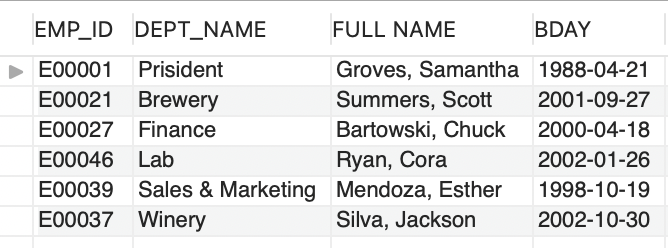 EMP_ID DEPT_NAME FULL NAME BDAY
E00001 Prisident Groves, Samantha 1988-04-21
E00021 Brewery Summers, Scott 2001-09-27
E00027 Finance Bartowski, Chuck 2000-04-18
E00046 Lab Ryan, Cora 2002-01-26
E00039 Sales & Marketing Mendoza, Esther 1998-10-19
E00037 Winery Silva, Jackson 2002-10-30